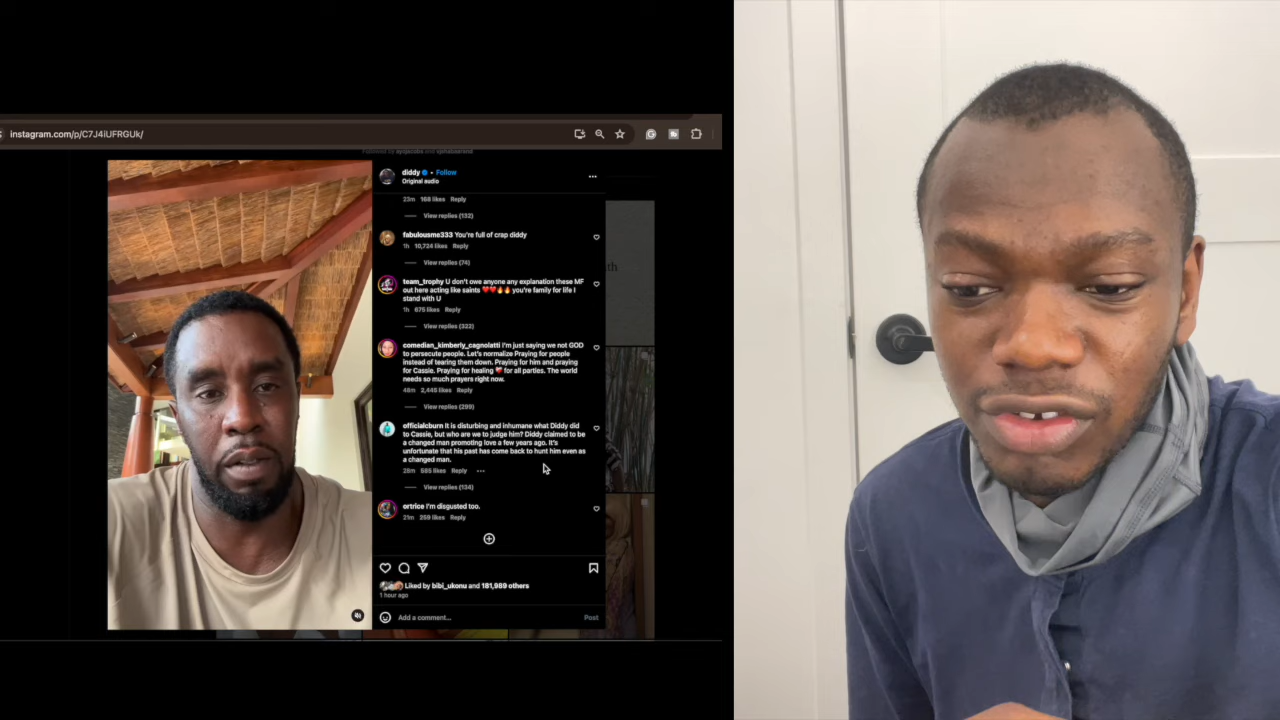 instagram.com/p/C7J4iUFRGUk/
diddy • Follow
Original audio
23m 168 likes Reply
View replies (132)
fabulousme333 You're full of crap diddy
1h 10,724 likes Reply
View replies (74)
team_trophy U don't owe anyone any explanation these MF
out here acting like saints ❤️❤️🔥🔥 you're family for life I
stand with U
1h 675 likes Reply
View replies (323)
comedian_kimberly_cagnolatti I'm just saying we not GOD
to persecute people. Let's normalize Praying for people
instead of tearing them down. Praying for him and praying
for Cassie. Praying for healing ❤️‍🩹 for all parties. The world
needs so much prayers right now.
48m 2,445 likes Reply
View replies (299)
officialcburn It is disturbing and inhumane what Diddy did
to Cassie, but who are we to judge him? Diddy claimed to be
a changed man promoting love a few years ago. It's
unfortunate that his past has come back to hunt him even as
a changed man.
28m 585 likes Reply •••
View replies (134)
ortrice I'm disgusted too.
21m 259 likes Reply
Liked by bibi_ukonu and 181,989 others
1 hour ago
Add a comment... Post